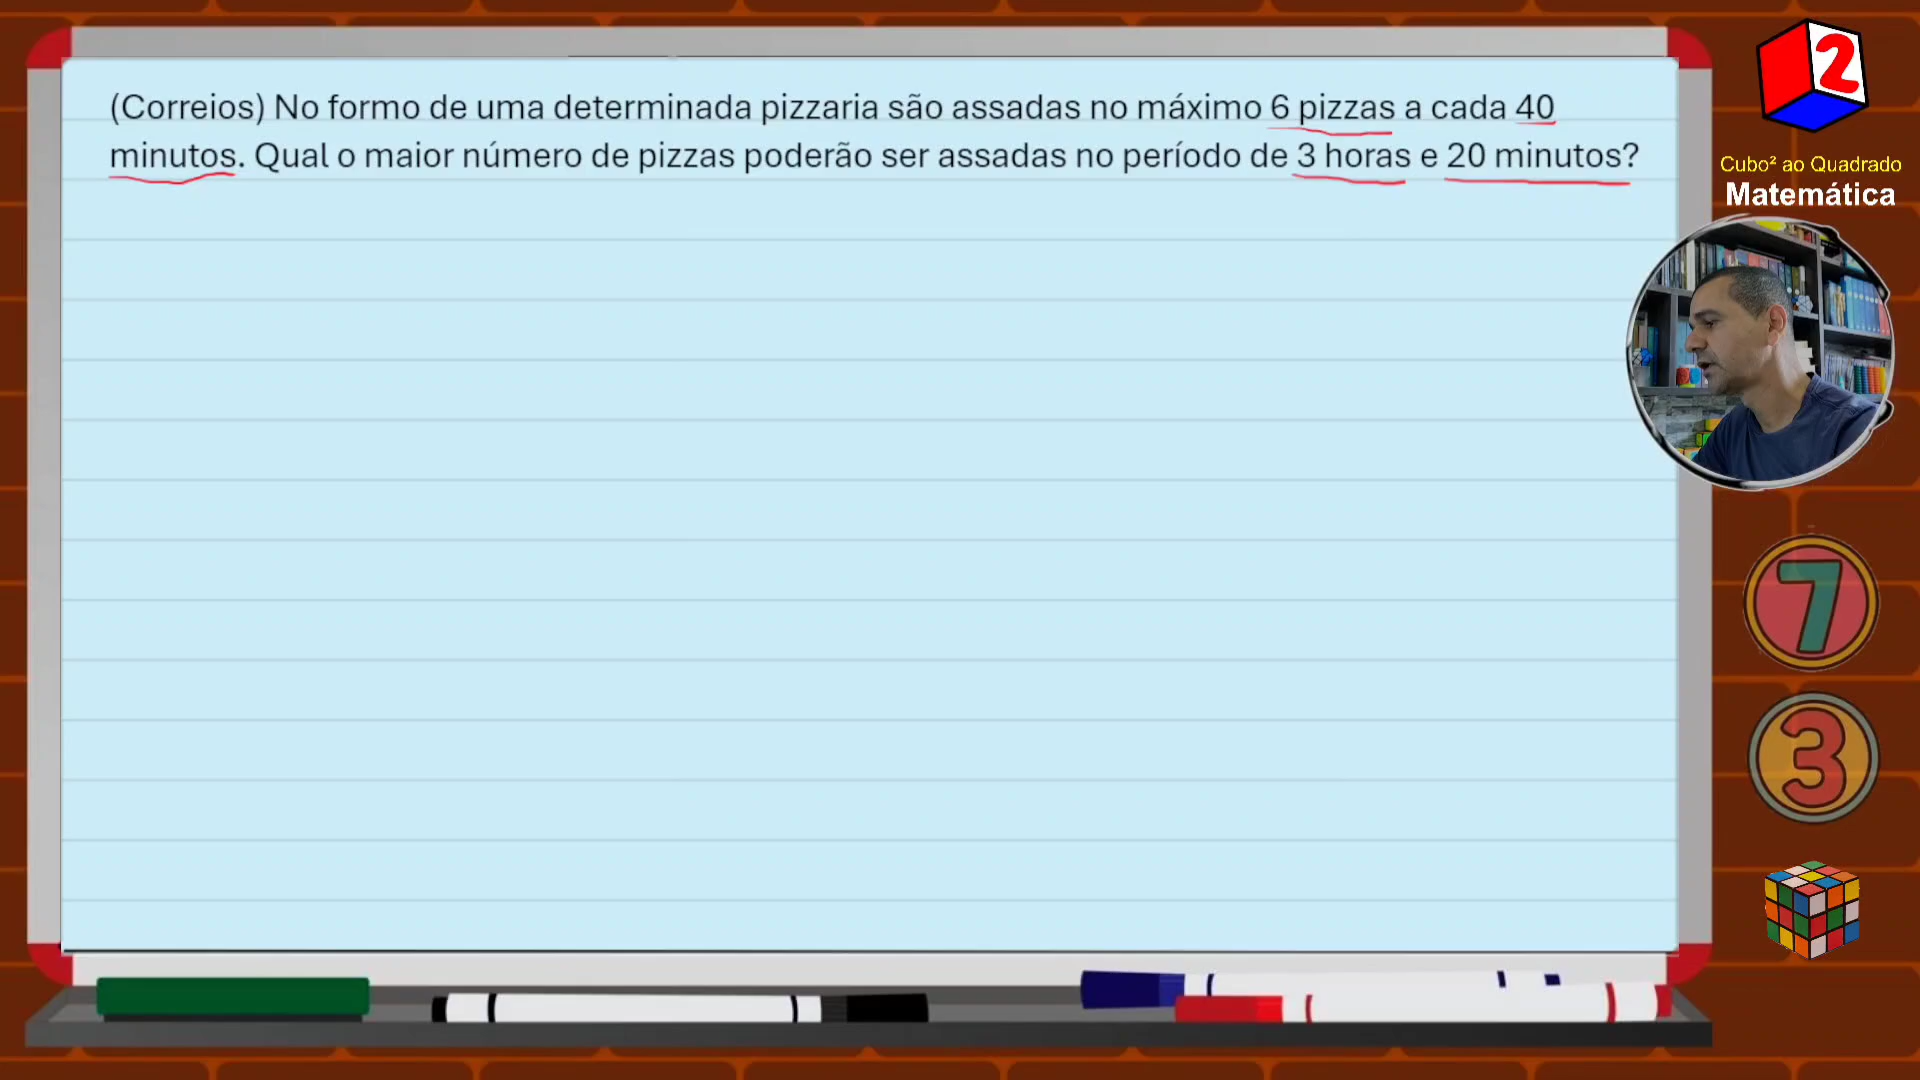 (Correios) No formo de uma determinada pizzaria são assadas no máximo 6 pizzas a cada 40
minutos. Qual o maior número de pizzas poderão ser assadas no período de 3 horas e 20 minutos?
2
Cubo² ao Quadrado
Matemática
7
3